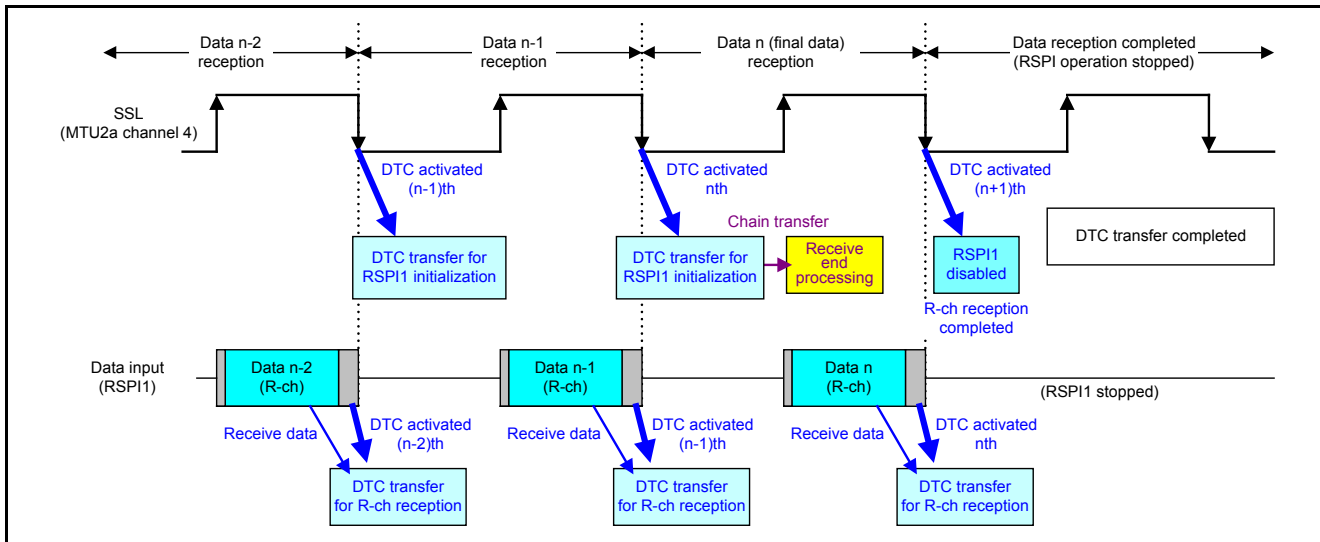 Data n-2
reception
Data n-1
reception
Data n (final data)
reception
Data reception completed
(RSPI operation stopped)
SSL
(MTU2a channel 4)
DTC activated
(n-1)th
DTC activated
nth
DTC activated
(n+1)th
Chain transfer
DTC transfer for
RSPI1 initialization
DTC transfer for
RSPI1 initialization
Receive
end
processing
RSPI1
disabled
DTC transfer completed
R-ch reception
completed
Data input
(RSPI1)
Data n-2
(R-ch)
Data n-1
(R-ch)
Data n
(R-ch)
(RSPI1 stopped)
Receive data
DTC activated
(n-2)th
Receive data
DTC activated
(n-1)th
Receive data
DTC activated
nth
DTC transfer
for R-ch reception
DTC transfer
for R-ch reception
DTC transfer
for R-ch reception